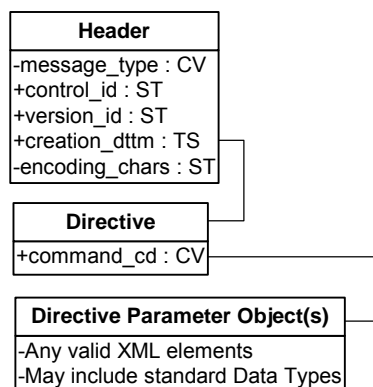 Header
-message_type : CV
+control_id : ST
+version_id : ST
+creation_dttm : TS
-encoding_chars : ST
Directive
+command_cd : CV
Directive Parameter Object(s)
-Any valid XML elements
-May include standard Data Types